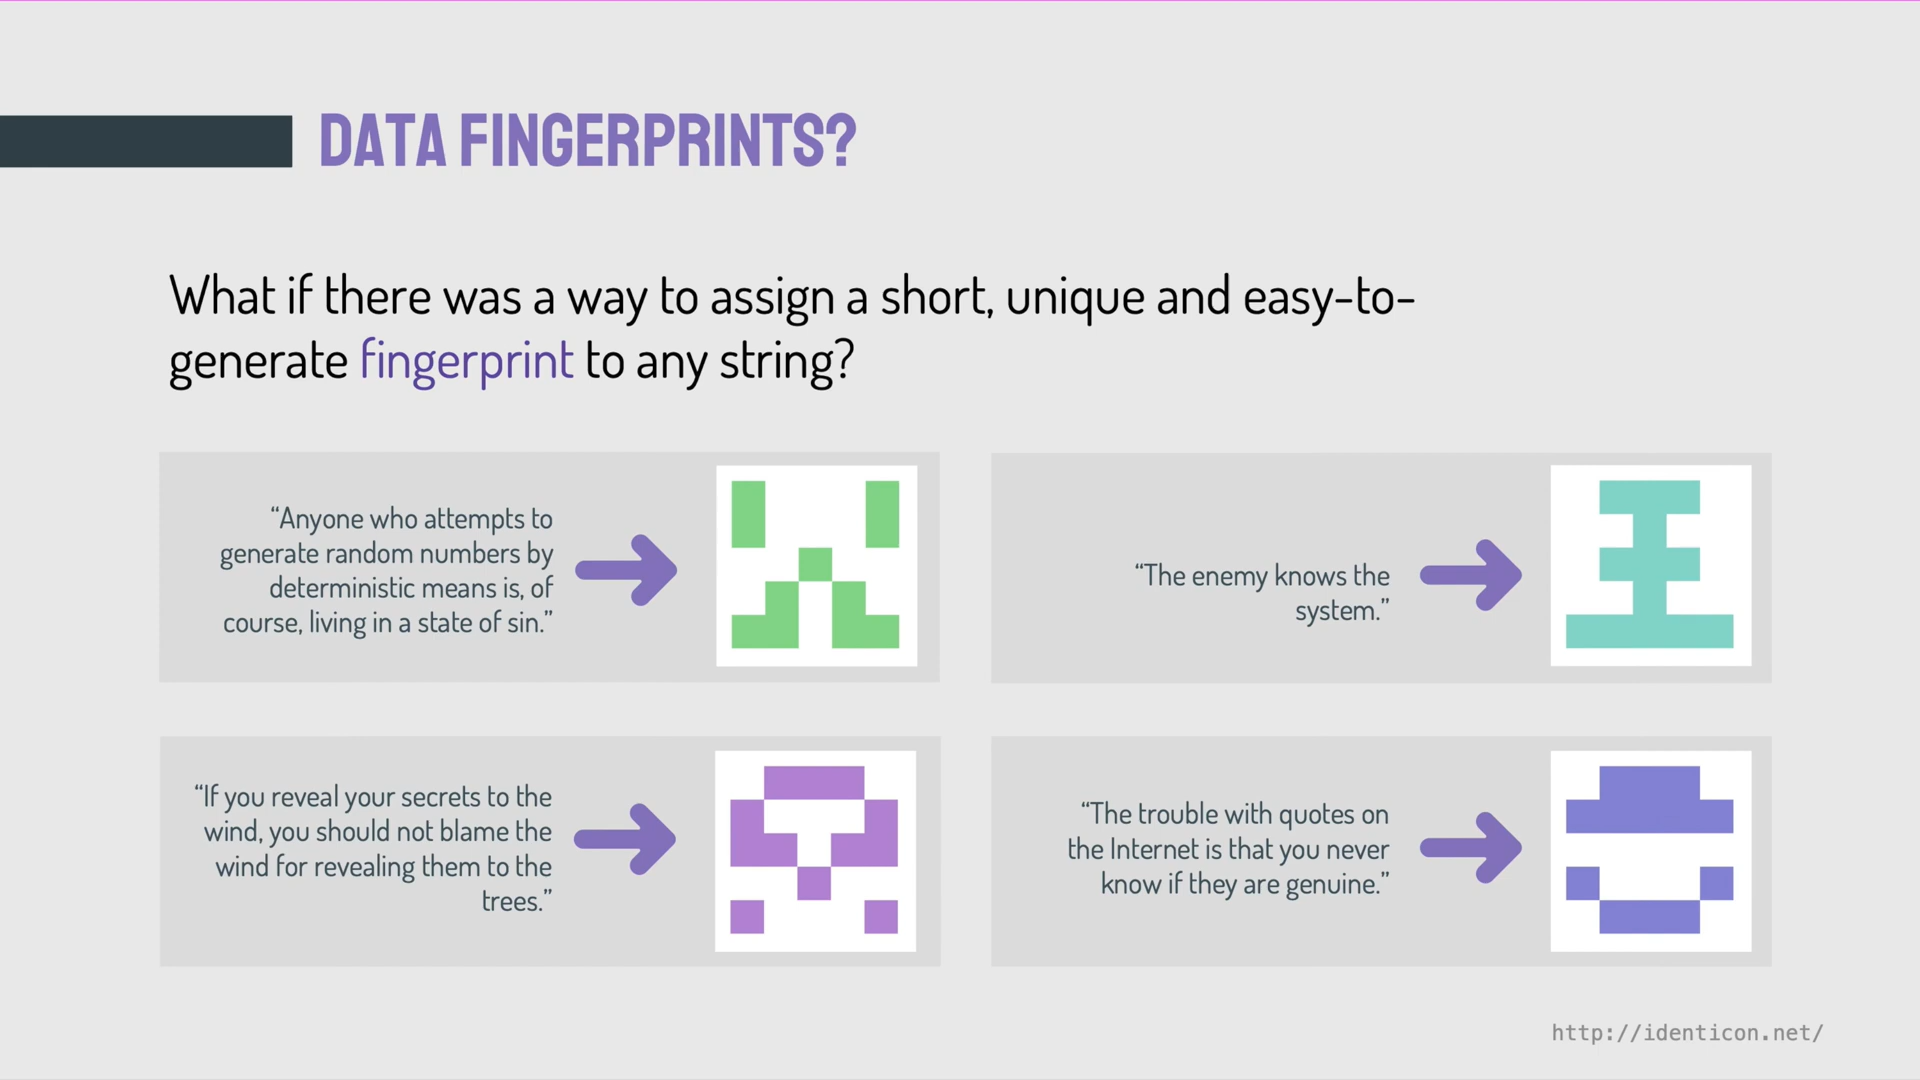 DATA FINGERPRINTS?
What if there was a way to assign a short, unique and easy-to-
generate fingerprint to any string?
“Anyone who attempts to
generate random numbers by
deterministic means is, of
course, living in a state of sin.”
“The enemy knows the
system.”
“If you reveal your secrets to the
wind, you should not blame the
wind for revealing them to the
trees.”
“The trouble with quotes on
the Internet is that you never
know if they are genuine.”
http://identicon.net/